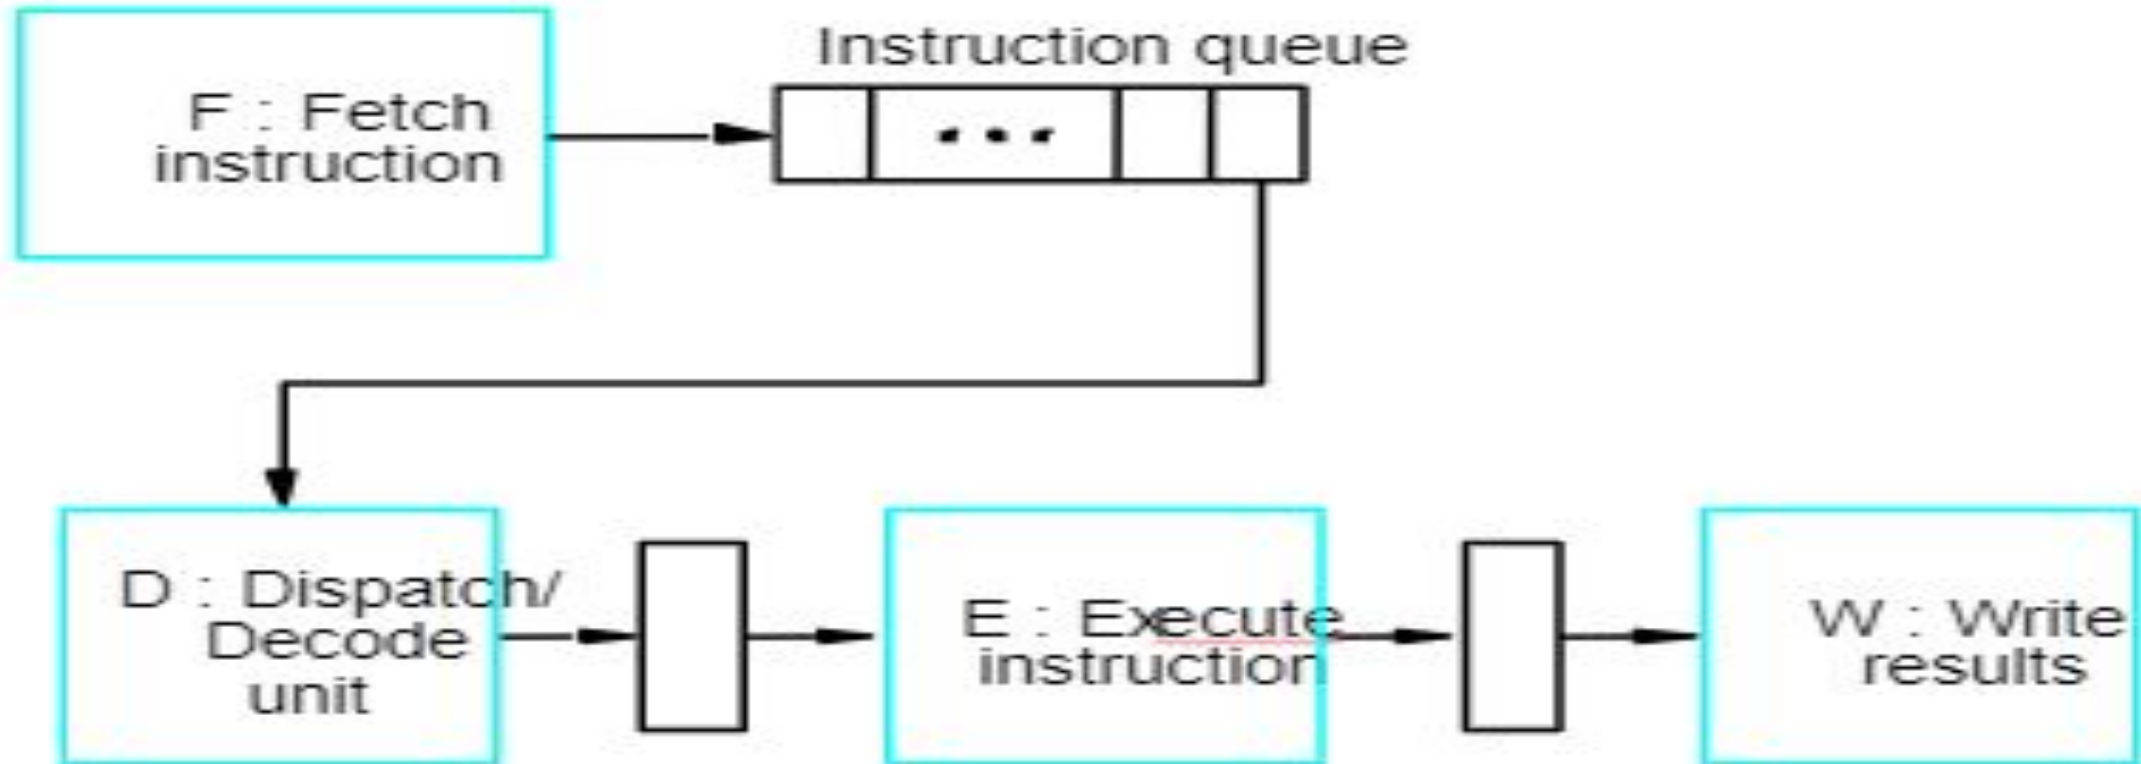 Instruction queue
F : Fetch
instruction
...
D : Dispatch/
Decode
unit
E : Execute
instruction
W : Write
results